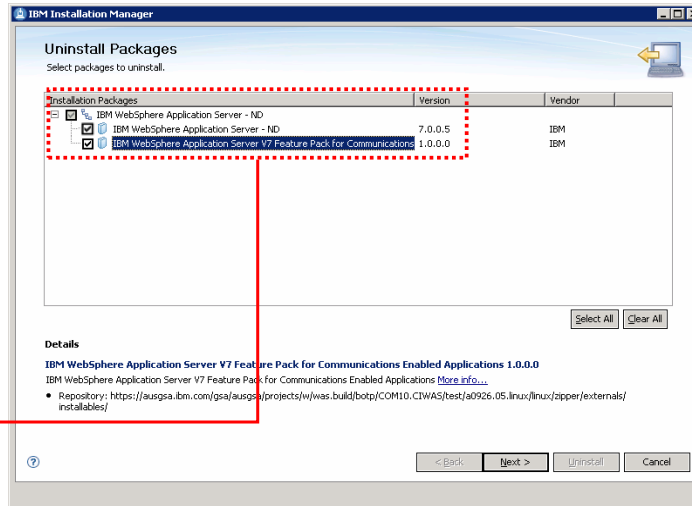 IBM Installation Manager
Uninstall Packages
Select packages to uninstall.
Installation Packages Version Vendor
IBM WebSphere Application Server - ND
IBM WebSphere Application Server - ND 7.0.0.5 IBM
IBM WebSphere Application Server V7 Feature Pack for Communications 1.0.0.0 IBM
Select All Clear All
Details
IBM WebSphere Application Server V7 Feature Pack for Communications Enabled Applications 1.0.0.0
IBM WebSphere Application Server V7 Feature Pack for Communications Enabled Applications More info...
• Repository: https://ausgsa.ibm.com/gsa/ausgsa/projects/w/was.build/botp/COM10.CIWAS/test/a0926.05.linux/linux/zipper/externals/
installables/
? < Back Next > Uninstall Cancel